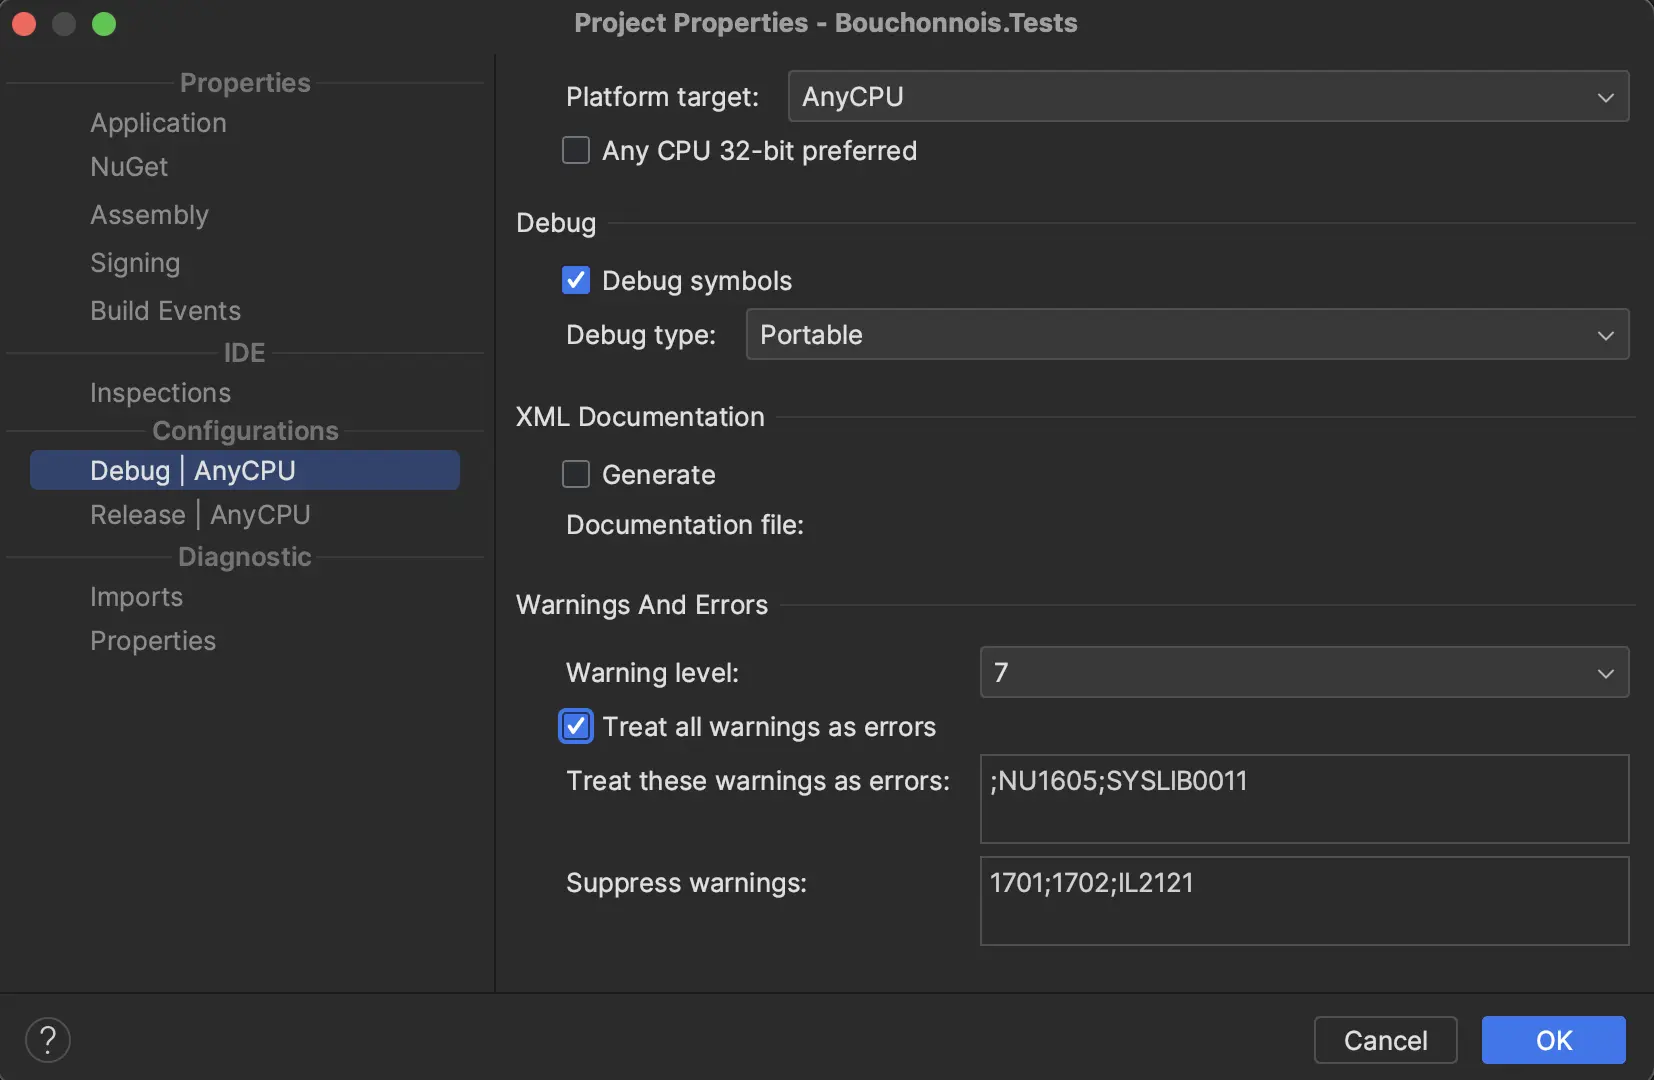 Project Properties - Bouchonnois.Tests
Properties
Application
NuGet
Assembly
Signing
Build Events
IDE
Inspections
Configurations
Debug | AnyCPU
Release | AnyCPU
Diagnostic
Imports
Properties
Platform target: AnyCPU
Any CPU 32-bit preferred
Debug
Debug symbols
Debug type: Portable
XML Documentation
Generate
Documentation file:
Warnings And Errors
Warning level: 7
Treat all warnings as errors
Treat these warnings as errors: ;NU1605;SYSLIB0011
Suppress warnings: 1701;1702;IL2121
? Cancel OK